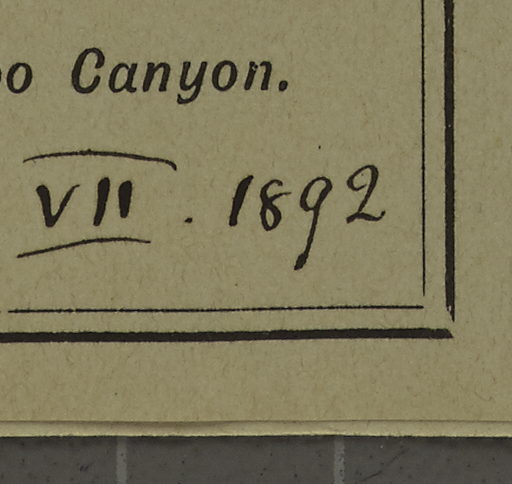 o Canyon.
VII . 1892